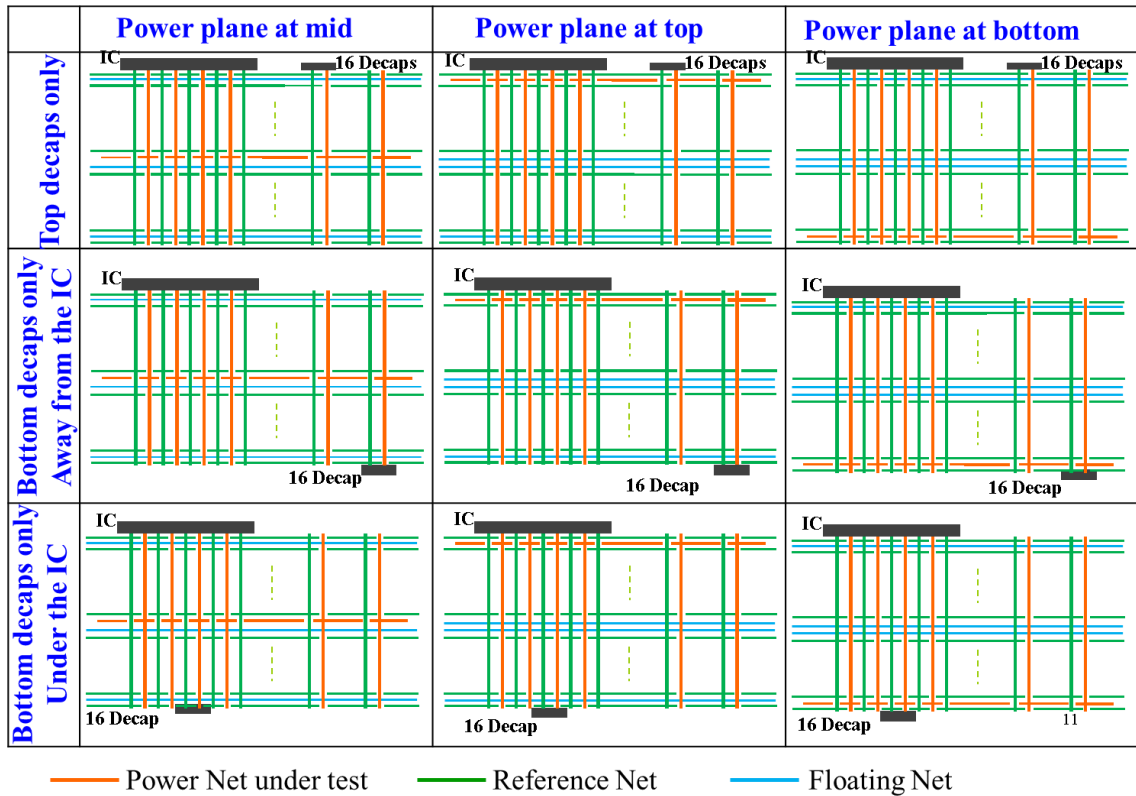 Power plane at mid
Power plane at top
Power plane at bottom
Top decaps only
IC
16 Decaps
IC
16 Decaps
IC
16 Decaps
Bottom decaps only
Away from the IC
IC
16 Decap
IC
16 Decap
IC
16 Decap
Bottom decaps only
Under the IC
IC
16 Decap
IC
16 Decap
IC
16 Decap
11
Power Net under test
Reference Net
Floating Net